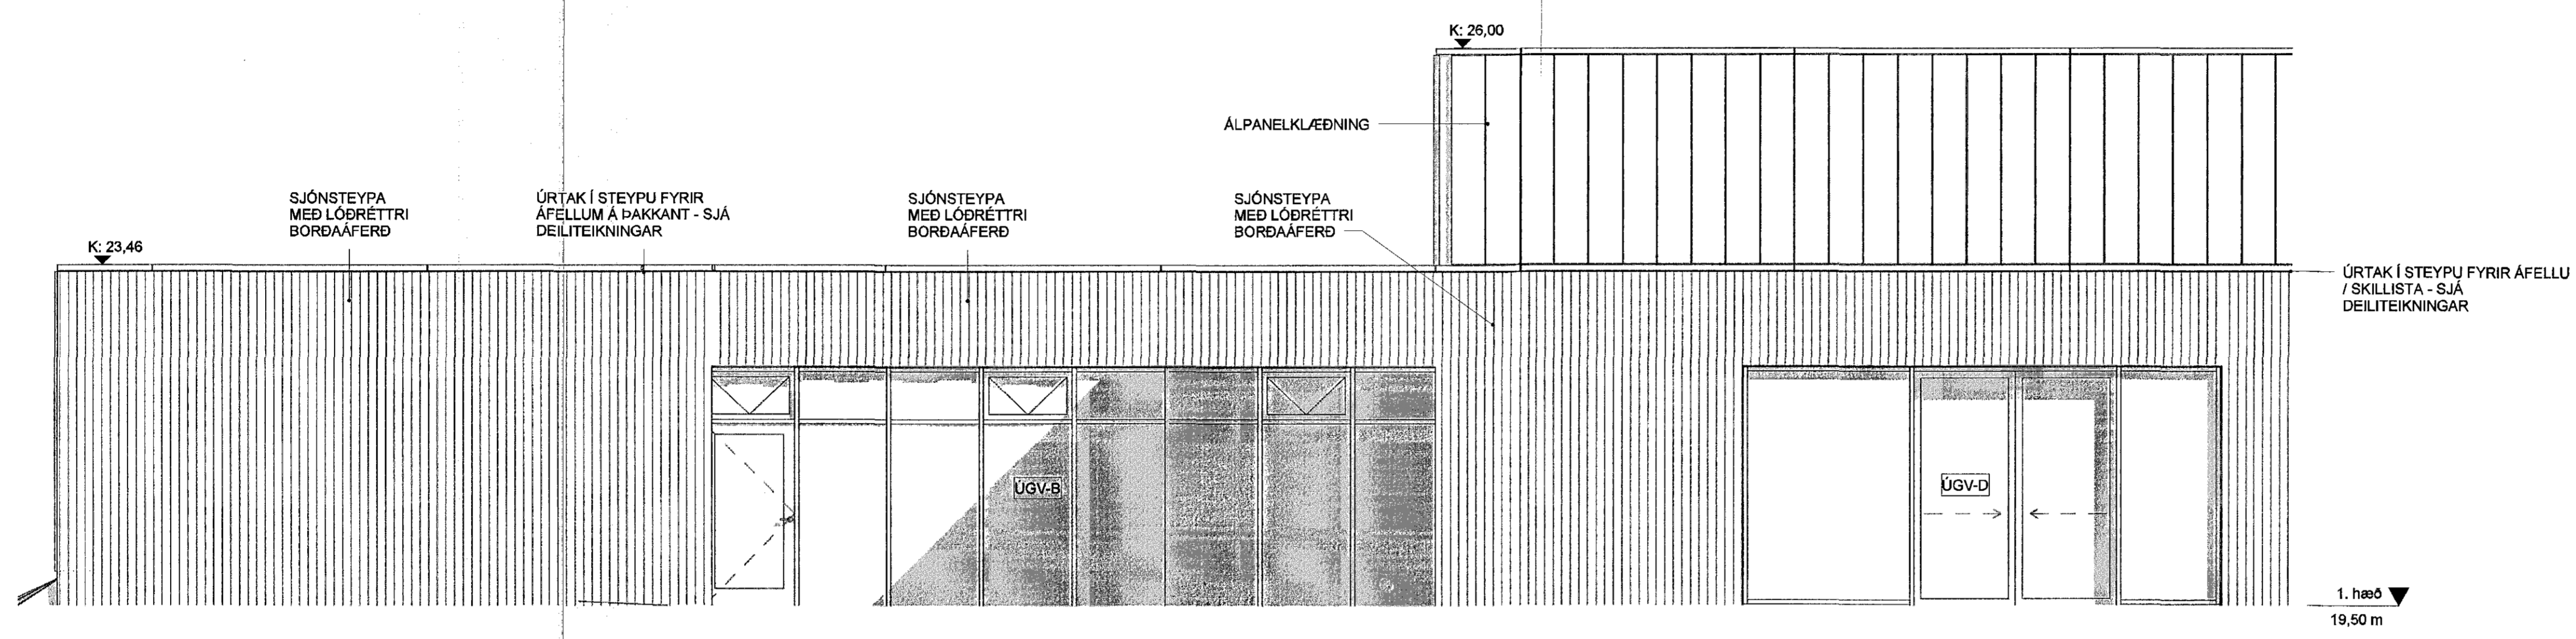 K: 26,00
ÁLPANELKLÆÐNING
SJÓNSTEYPA
MEÐ LÓÐRÉTTRI
BORÐAÁFERÐ
ÚRTAK Í STEYPU FYRIR
ÁFELLUM Á ÞAKKANT - SJÁ
DEILITEIKNINGAR
SJÓNSTEYPA
MEÐ LÓÐRÉTTRI
BORÐAÁFERÐ
SJÓNSTEYPA
MEÐ LÓÐRÉTTRI
BORÐAÁFERÐ
K: 23,46
ÚRTAK Í STEYPU FYRIR ÁFELLU
/ SKILLISTA - SJÁ
DEILITEIKNINGAR
ÚGV-B
ÚGV-D
1. hæð
19,50 m